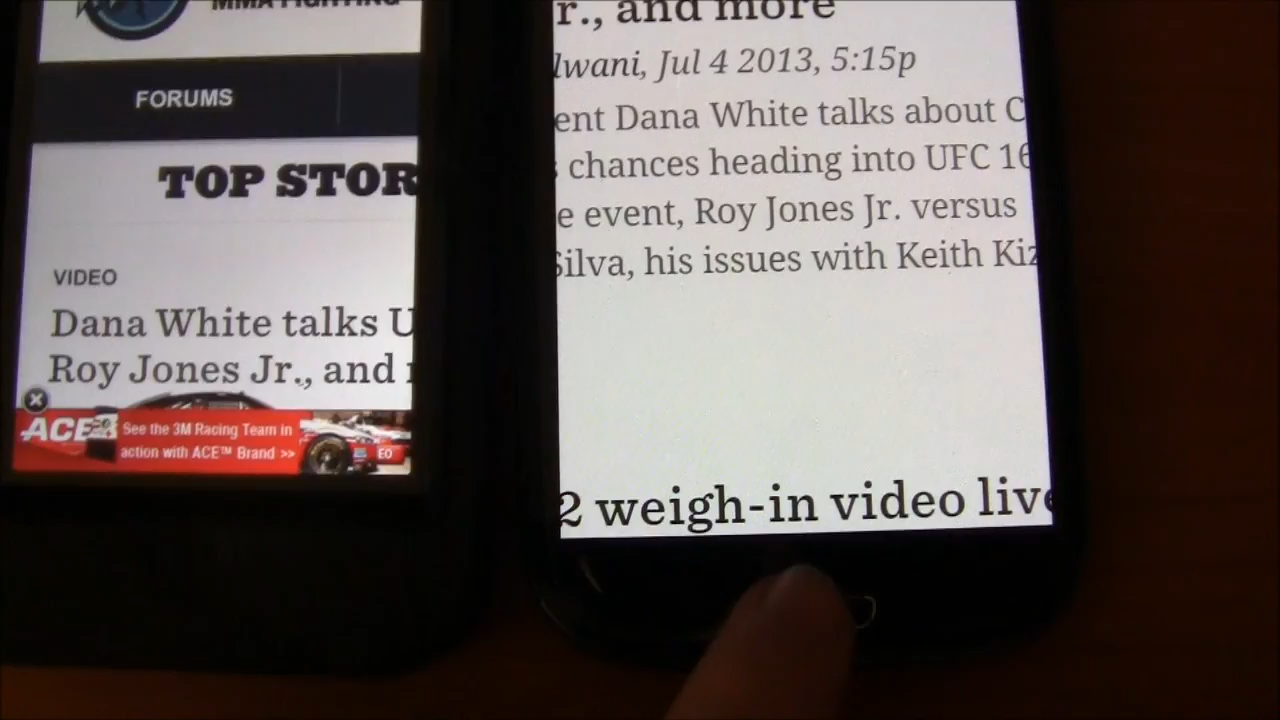 MMA FIGHTING
FORUMS
TOP STOR
VIDEO
Dana White talks U
Roy Jones Jr., and
ACE
See the 3M Racing Team in
action with ACE™ Brand >>
r., and more
lwani, Jul 4 2013, 5:15p
ent Dana White talks about C
chances heading into UFC 16
e event, Roy Jones Jr. versus
Silva, his issues with Keith Kiz
2 weigh-in video live